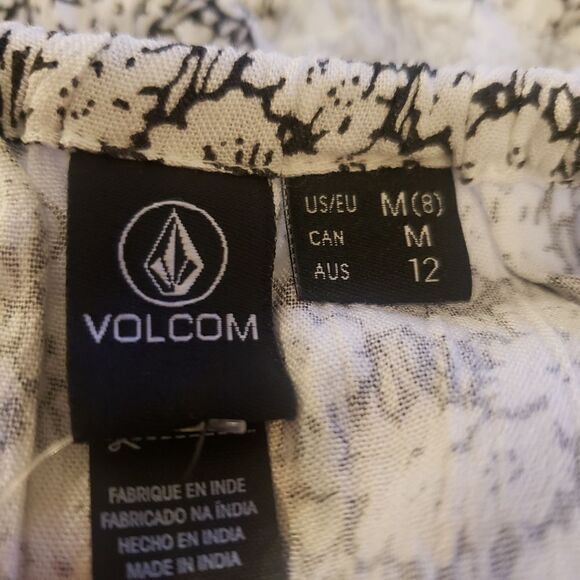 VOLCOM
US/EU M(8)
CAN M
AUS 12
FABRIQUE EN INDE
FABRICADO NA ÍNDIA
HECHO EN INDIA
MADE IN INDIA